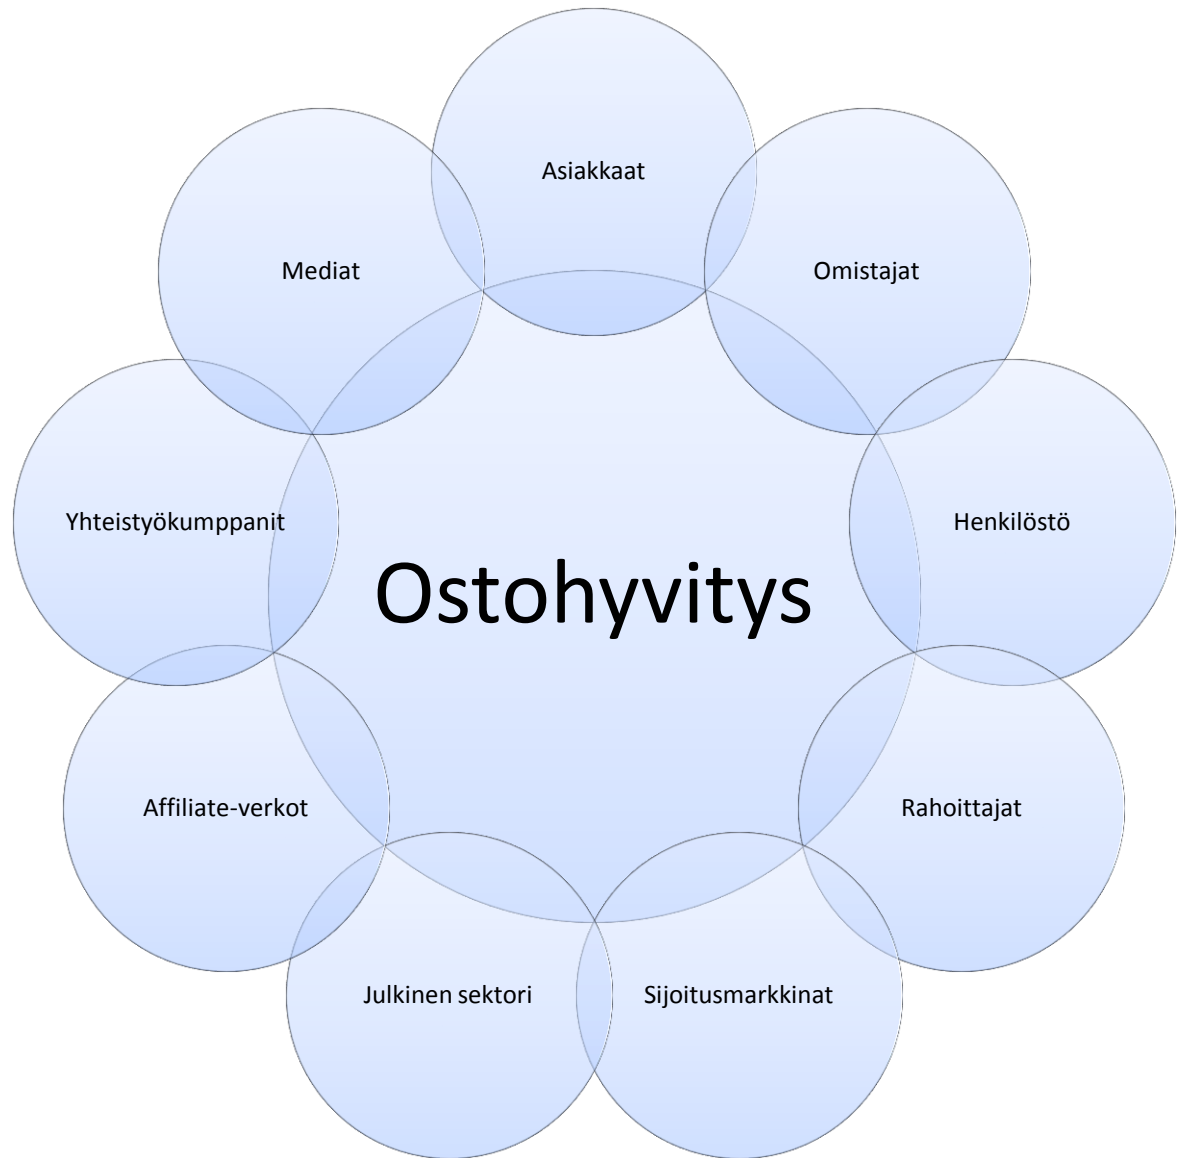 Asiakkaat
Mediat
Omistajat
Yhteistyökumppanit
Henkilöstö
Ostohyvitys
Affiliate-verkot
Rahoittajat
Julkinen sektori
Sijoitusmarkkinat